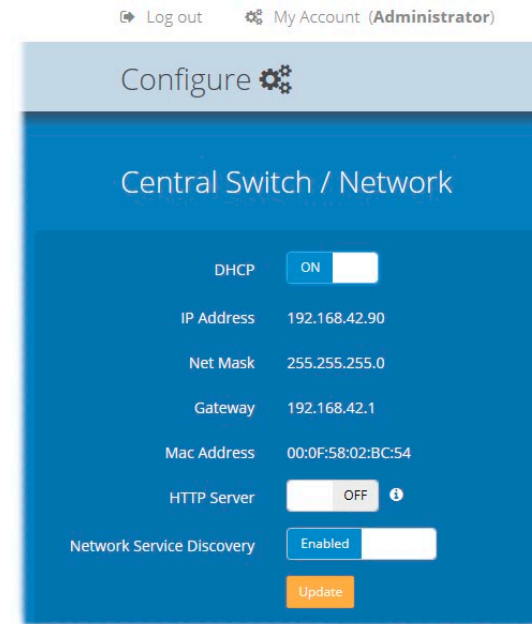 Log out My Account (Administrator)
Configure
Central Switch / Network
DHCP ON
IP Address 192.168.42.90
Net Mask 255.255.255.0
Gateway 192.168.42.1
Mac Address 00:0F:58:02:BC:54
HTTP Server OFF
Network Service Discovery Enabled
Update